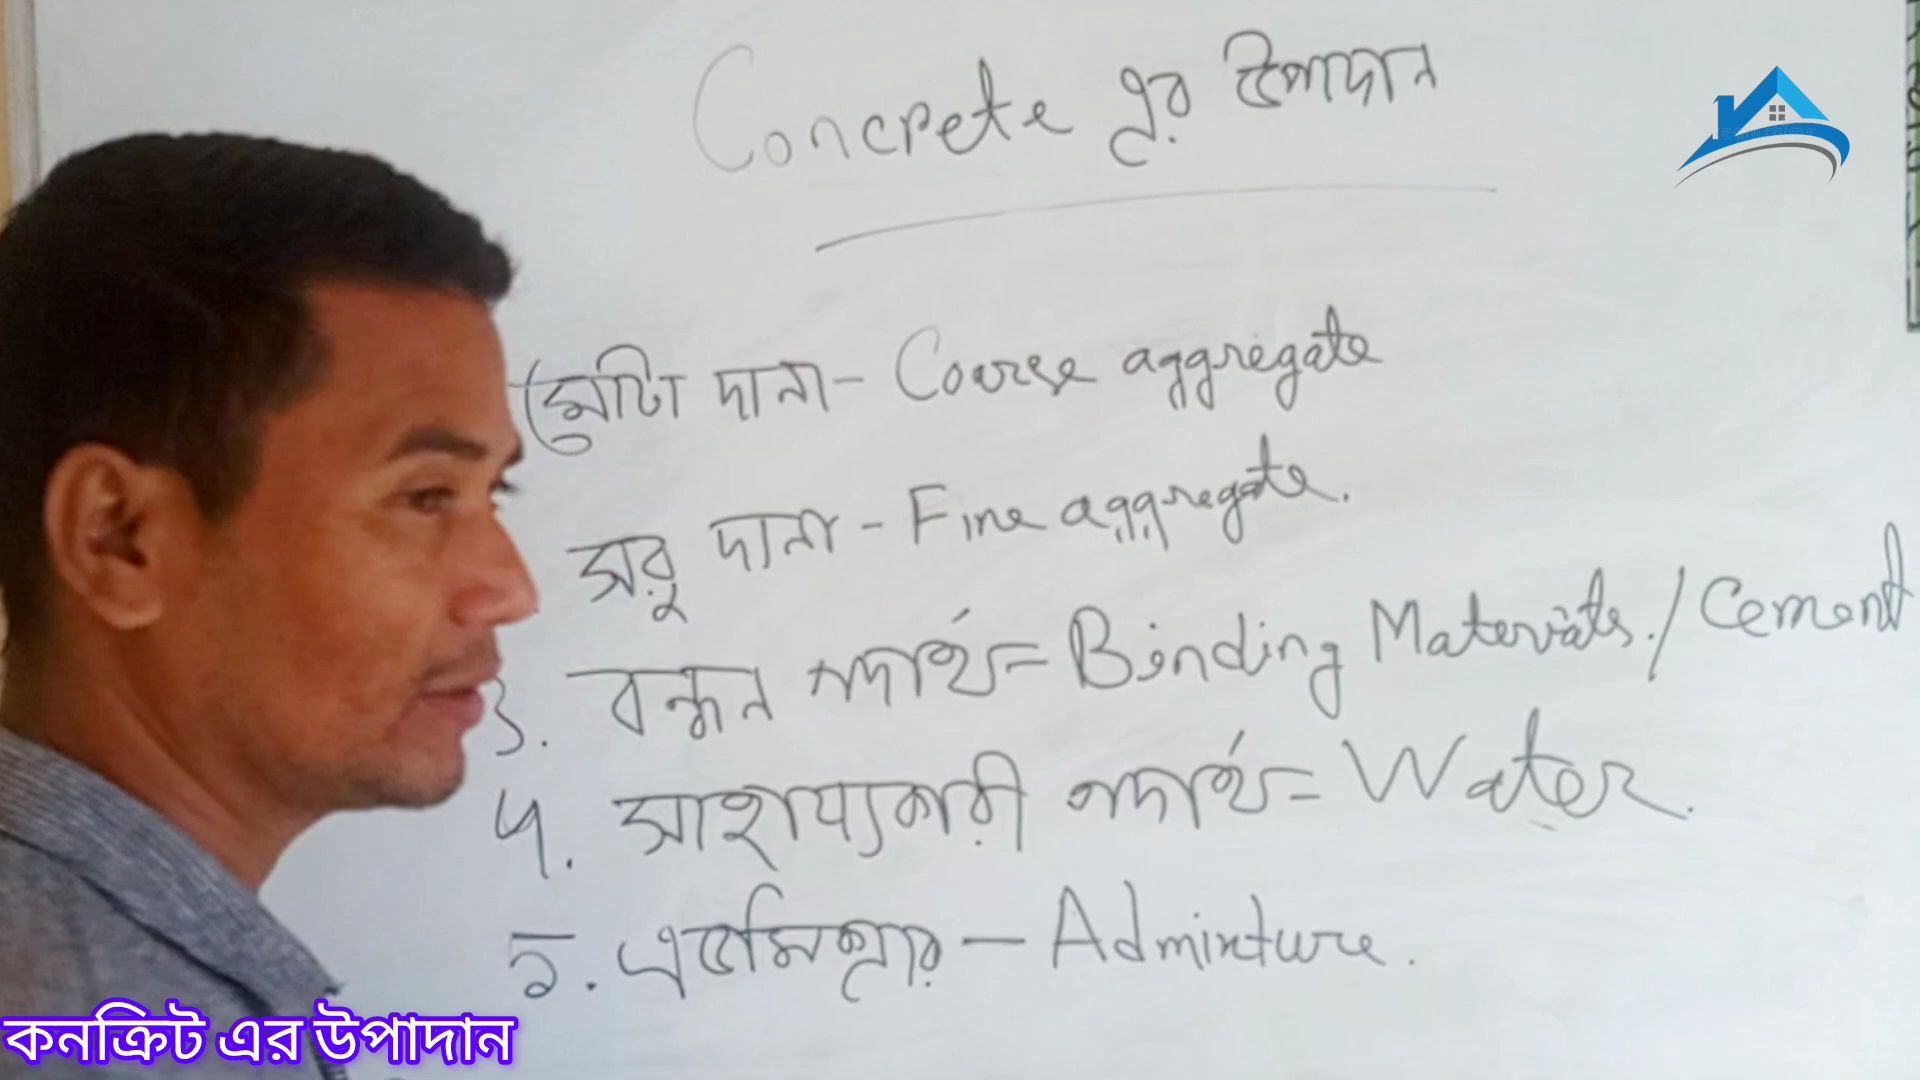 Concrete এর উপাদান
মোটা দানা - Coarse aggregate
সরু দানা - Fine aggregate.
3. বন্ধন পদার্থ = Binding Materials. / Cement
4. সাহায্যকারী পদার্থ = Water.
5. এডমিক্সার - Admixture.
কনক্রিট এর উপাদান